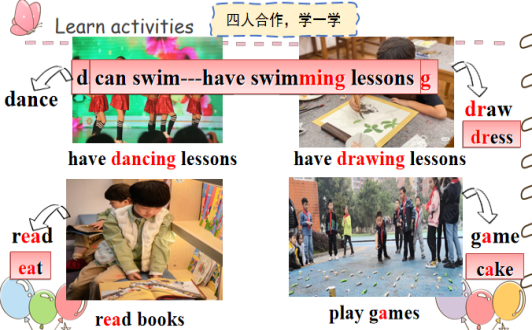 Learn activities
四人合作，学一学
d can swim---have swimming lessons g
dance
draw
dress
have dancing lessons
have drawing lessons
read
eat
game
cake
read books
play games